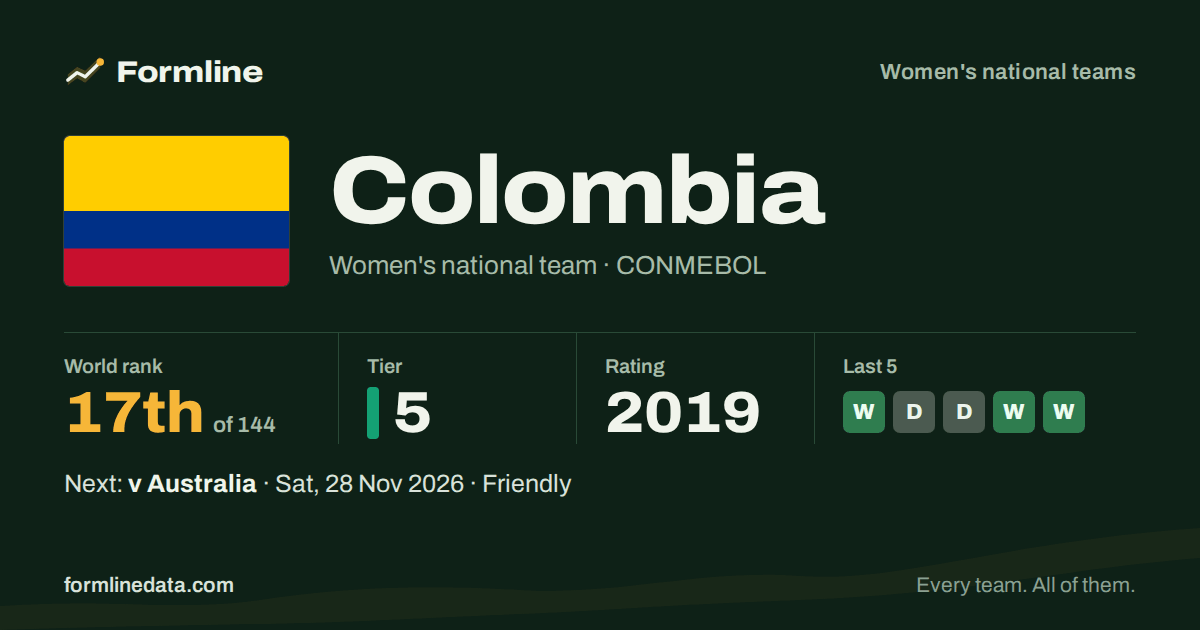 Formline
Women's national teams
Colombia
Women's national team · CONMEBOL
World rank
17th of 144
Tier
5
Rating
2019
Last 5
W D D W W
Next: v Australia · Sat, 28 Nov 2026 · Friendly
formlinedata.com
Every team. All of them.